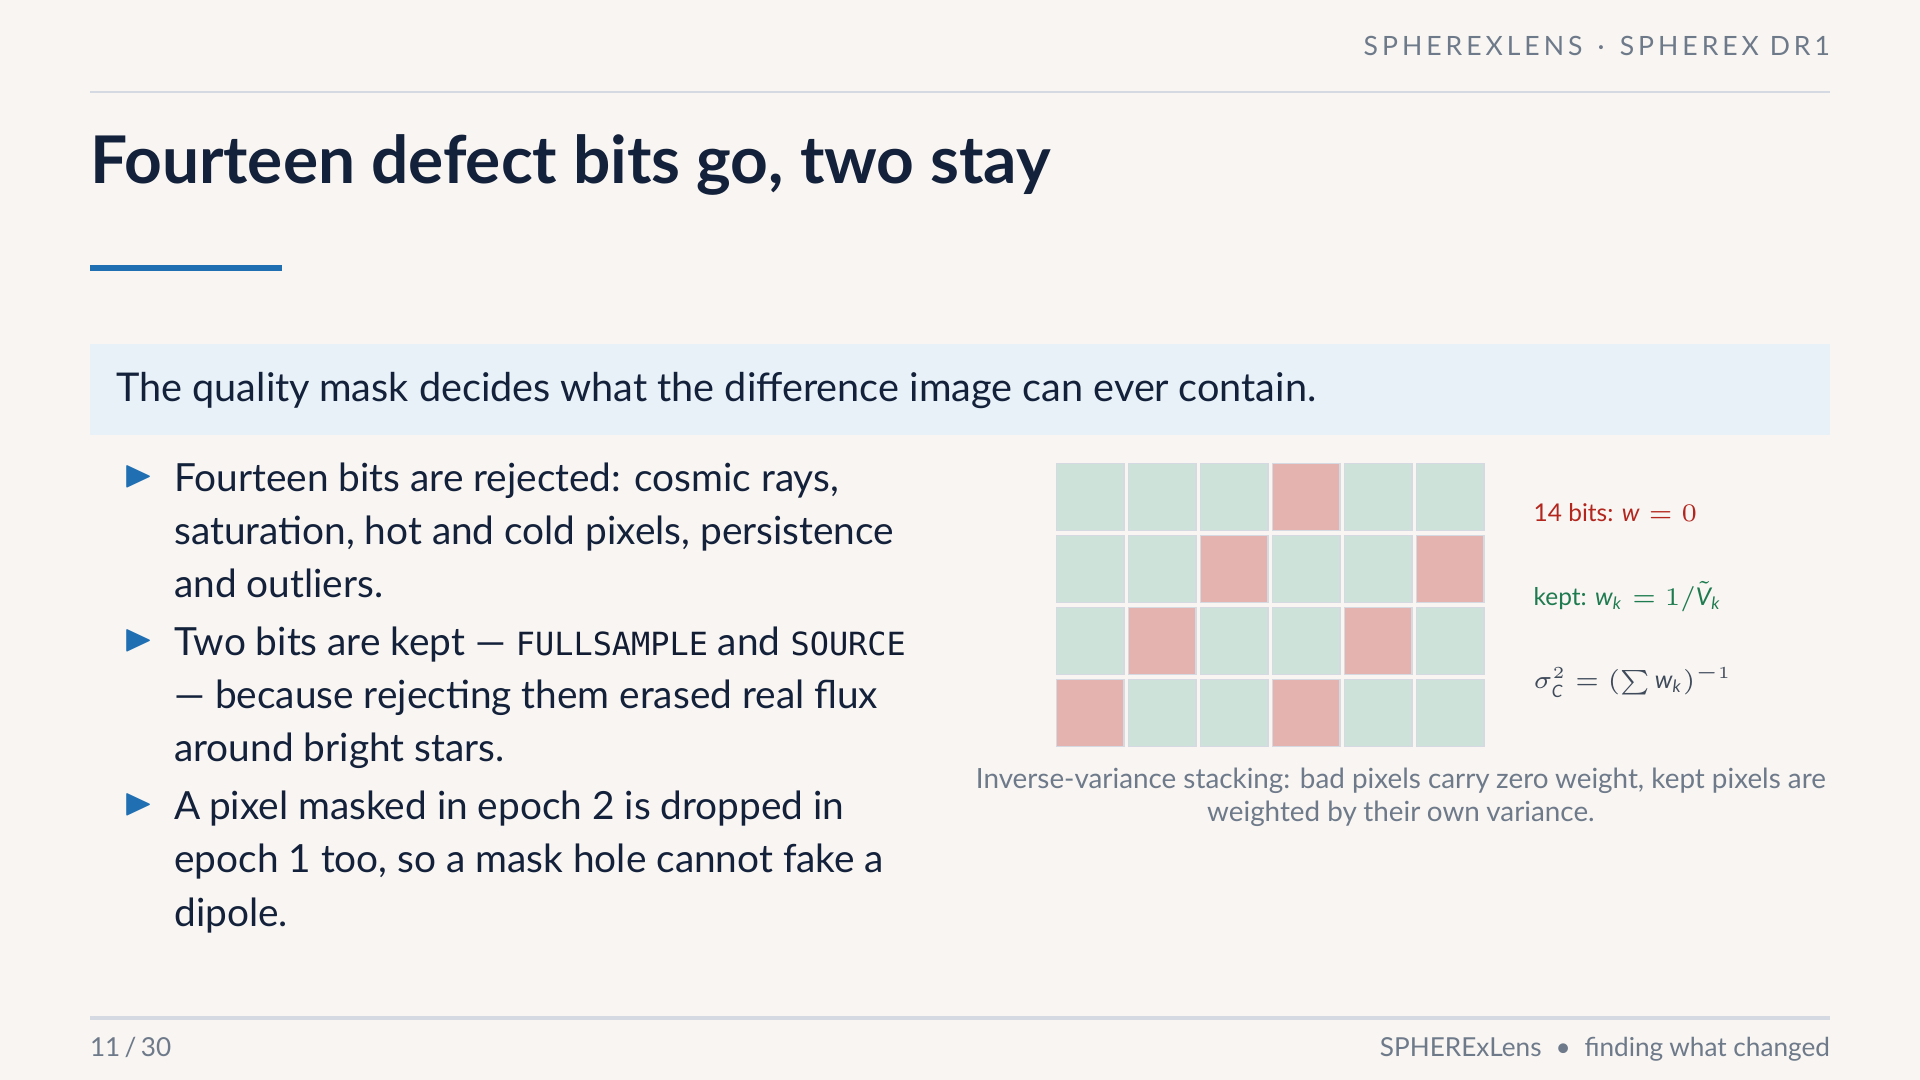 SPHEREXLENS · SPHEREX DR1
Fourteen defect bits go, two stay
The quality mask decides what the difference image can ever contain.
Fourteen bits are rejected: cosmic rays,
saturation, hot and cold pixels, persistence
and outliers.
Two bits are kept — FULLSAMPLE and SOURCE
— because rejecting them erased real flux
around bright stars.
A pixel masked in epoch 2 is dropped in
epoch 1 too, so a mask hole cannot fake a
dipole.
14 bits: w = 0
kept: wₖ = 1/Ṽₖ
σ²_C = (∑ wₖ)⁻¹
Inverse-variance stacking: bad pixels carry zero weight, kept pixels are
weighted by their own variance.
11 / 30
SPHERExLens • finding what changed